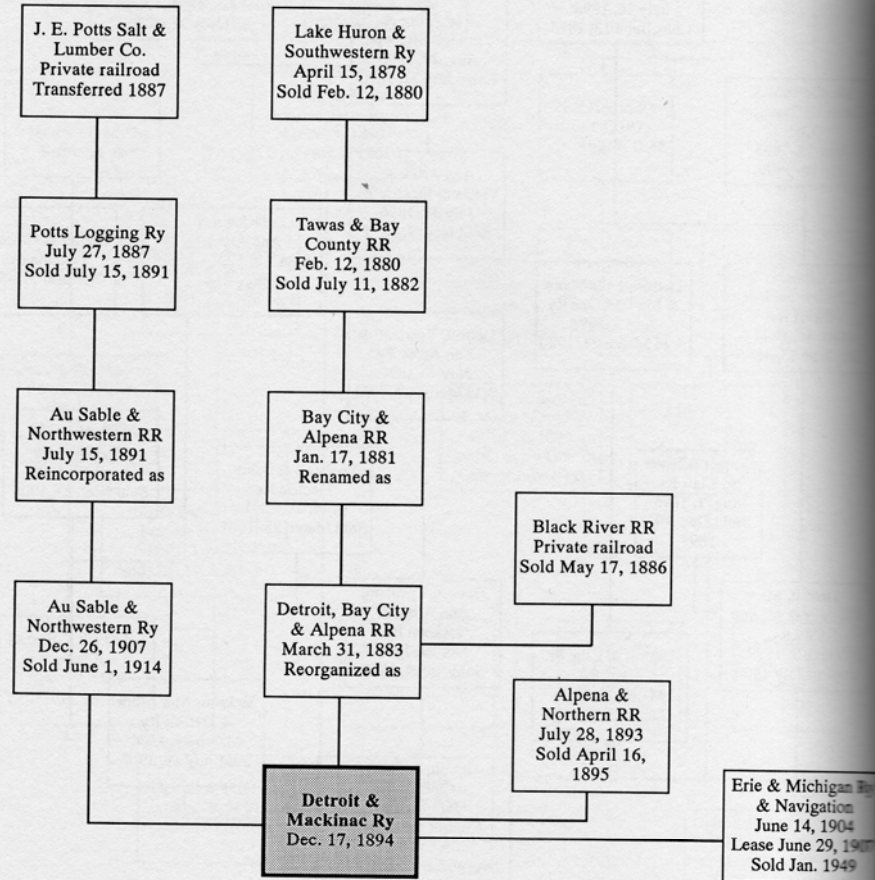 J. E. Potts Salt &
Lumber Co.
Private railroad
Transferred 1887
Lake Huron &
Southwestern Ry
April 15, 1878
Sold Feb. 12, 1880
Potts Logging Ry
July 27, 1887
Sold July 15, 1891
Tawas & Bay
County RR
Feb. 12, 1880
Sold July 11, 1882
Au Sable &
Northwestern RR
July 15, 1891
Reincorporated as
Bay City &
Alpena RR
Jan. 17, 1881
Renamed as
Black River RR
Private railroad
Sold May 17, 1886
Au Sable &
Northwestern Ry
Dec. 26, 1907
Sold June 1, 1914
Detroit, Bay City
& Alpena RR
March 31, 1883
Reorganized as
Alpena &
Northern RR
July 28, 1893
Sold April 16,
1895
Detroit &
Mackinac Ry
Dec. 17, 1894
Erie & Michigan Ry
& Navigation
June 14, 1904
Lease June 29,
Sold Jan. 1949